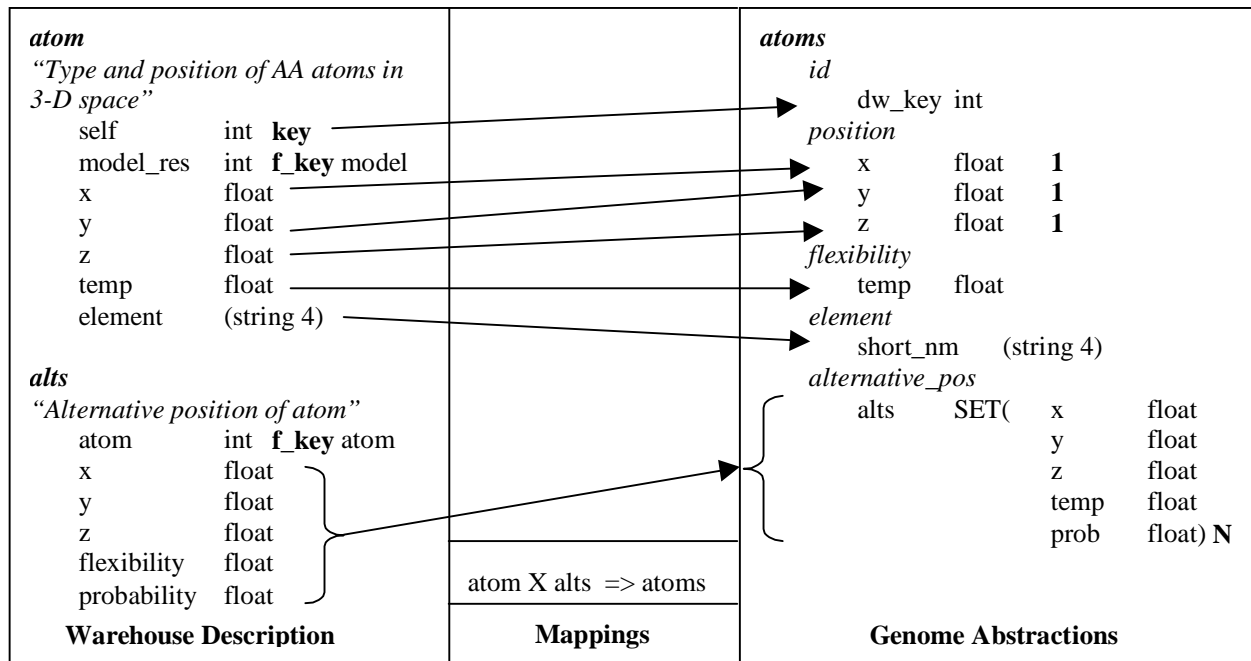 atom
“Type and position of AA atoms in
3-D space”
self int key
model_res int f_key model
x float
y float
z float
temp float
element (string 4)
alts
“Alternative position of atom”
atom int f_key atom
x float
y float
z float
flexibility float
probability float
Warehouse Description
atom X alts => atoms
Mappings
atoms
id
dw_key int
position
x float 1
y float 1
z float 1
flexibility
temp float
element
short_nm (string 4)
alternative_pos
alts SET( x float
y float
z float
temp float
prob float) N
Genome Abstractions